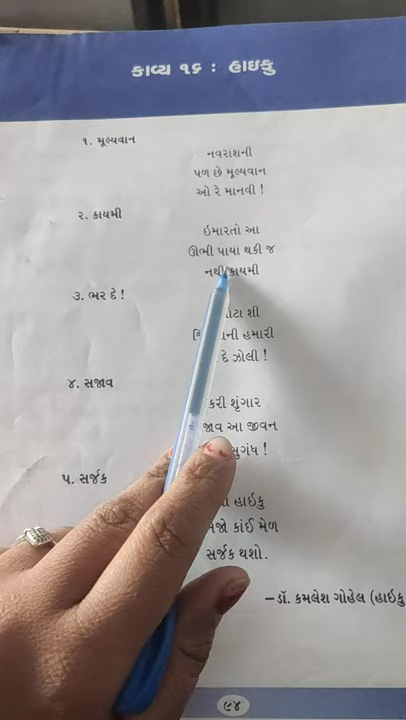 કાવ્ય ૧૬ : હાઇકુ
૧. મૂલ્યવાન
નવરાશની
પળ છે મૂલ્યવાન
ઓ રે માનવી !
૨. કાયમી
ઇમારતો આ
ઊભી પાયા થકી જ
નથી કાયમી
૩. ભર દે !
શી
હમારી
દે ઝોલી !
૪. સજાવ
કરી શૃંગાર
આ જીવન
સુગંધ !
૫. સર્જક
હાઇકુ
કાંઈ મેળ
સર્જક થશો.
–ડૉ. કમલેશ ગોહેલ (હાઇકુ
૯૪